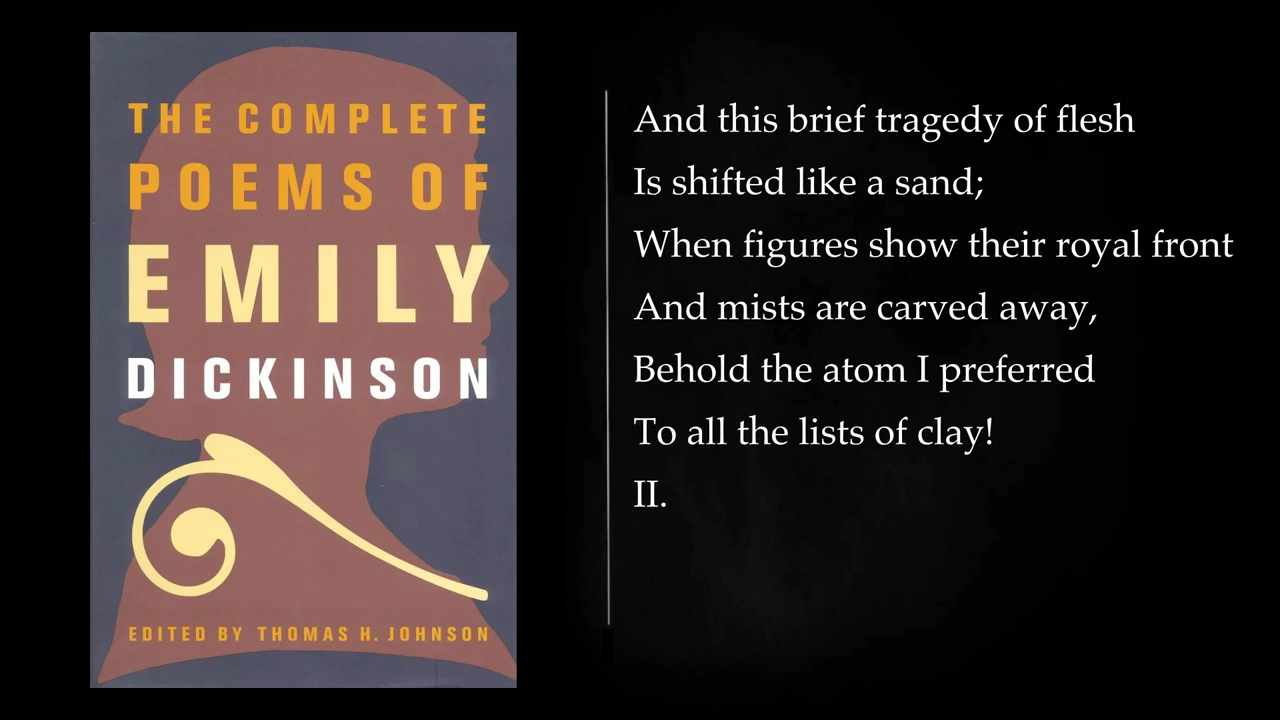 THE COMPLETE
POEMS OF
EMILY
DICKINSON
EDITED BY THOMAS H. JOHNSON
And this brief tragedy of flesh
Is shifted like a sand;
When figures show their royal front
And mists are carved away,
Behold the atom I preferred
To all the lists of clay!
II.